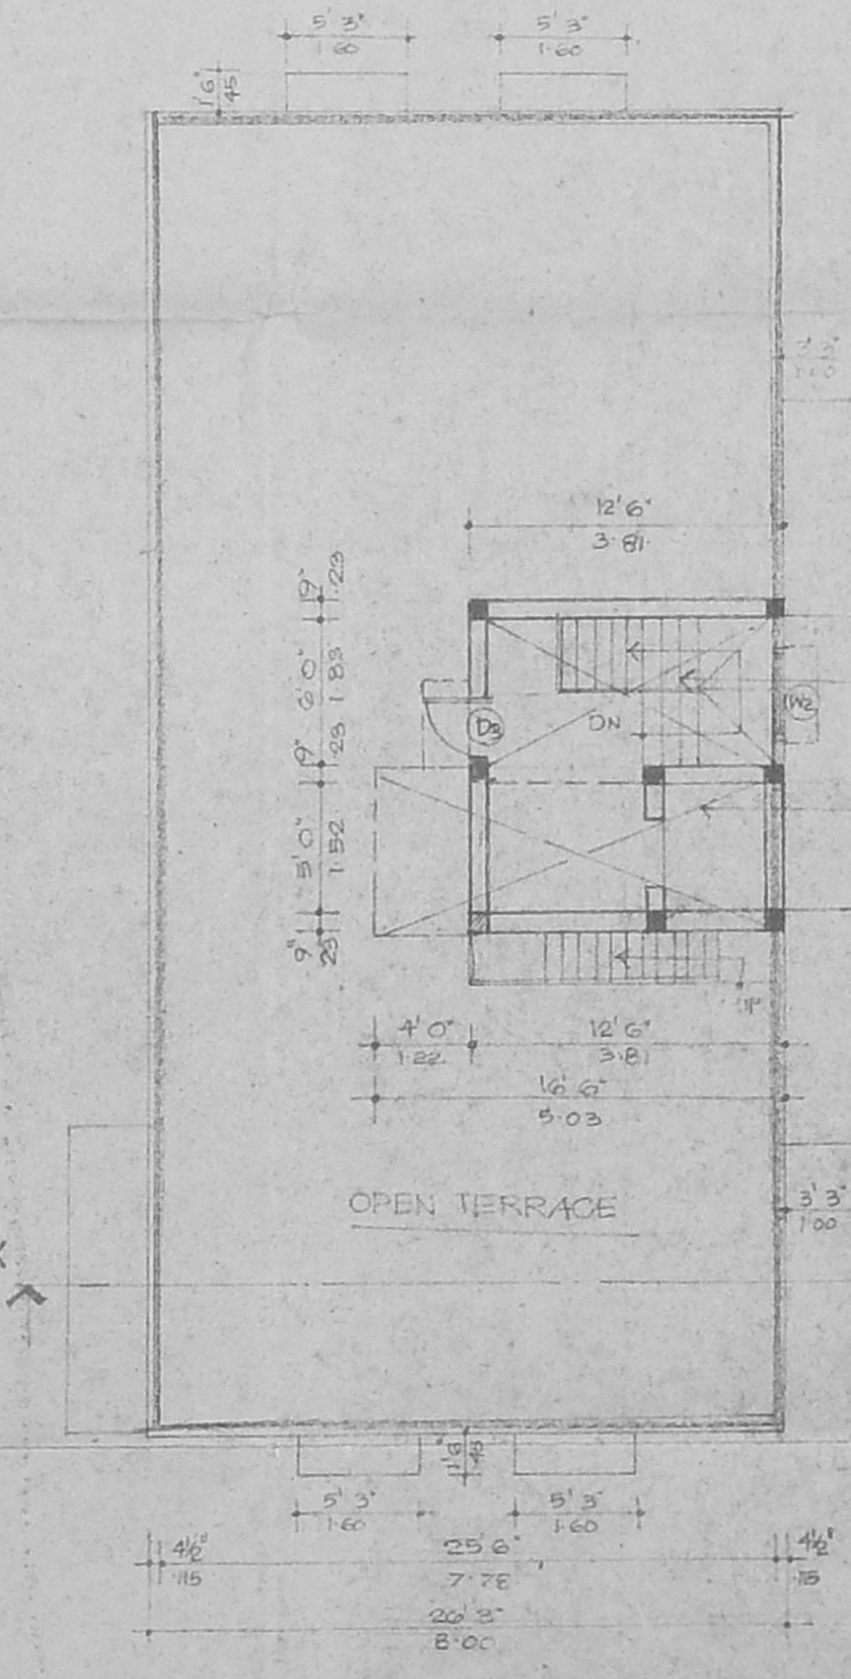 5' 3" 5' 3"
1·60 1·60
1' 6"
·45
3' 3"
1·00
12' 6"
3·81
9"
·23
6' 0"
1·83
9"
·23
5' 0"
1·52
9"
·23
D3
DN
W2
UP
4' 0" 12' 6"
1·22 3·81
16' 6"
5·03
OPEN TERRACE
3' 3"
1·00
X
1' 6"
·45
5' 3" 5' 3"
1·60 1·60
4½" 25' 6" 4½"
·115 7·78 ·115
26' 3"
8·00